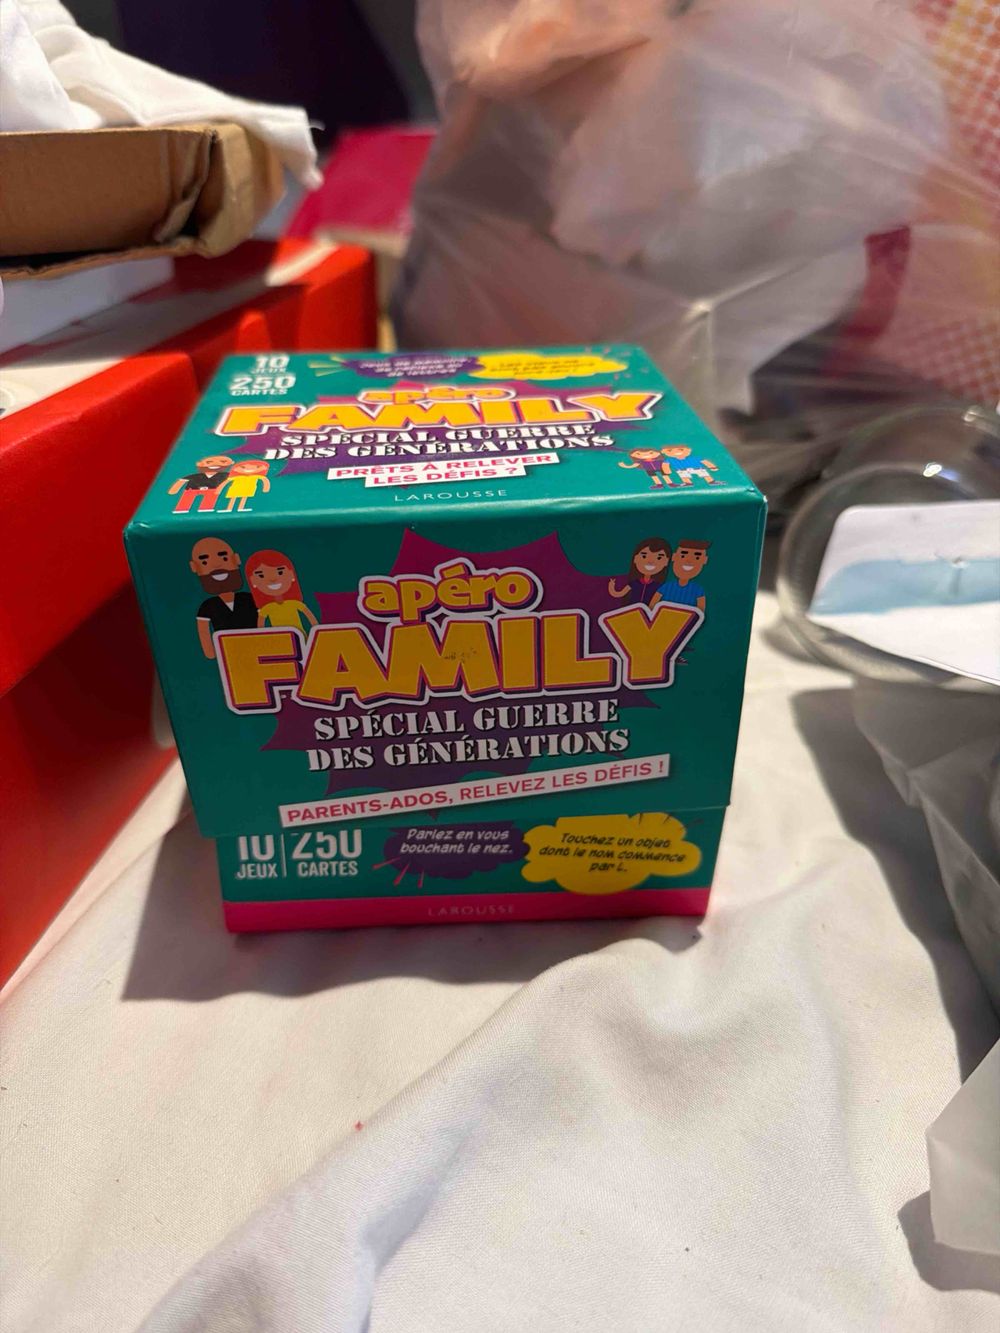 10
JEUX
250
CARTES
apéro
FAMILY
SPÉCIAL GUERRE
DES GÉNÉRATIONS
PRÊTS À RELEVER
LES DÉFIS ?
LAROUSSE
apéro
FAMILY
SPÉCIAL GUERRE
DES GÉNÉRATIONS
PARENTS-ADOS, RELEVEZ LES DÉFIS !
10 250
JEUX CARTES
Parlez en vous
bouchant le nez.
Touchez un objet
dont le nom commence
par L.
LAROUSSE